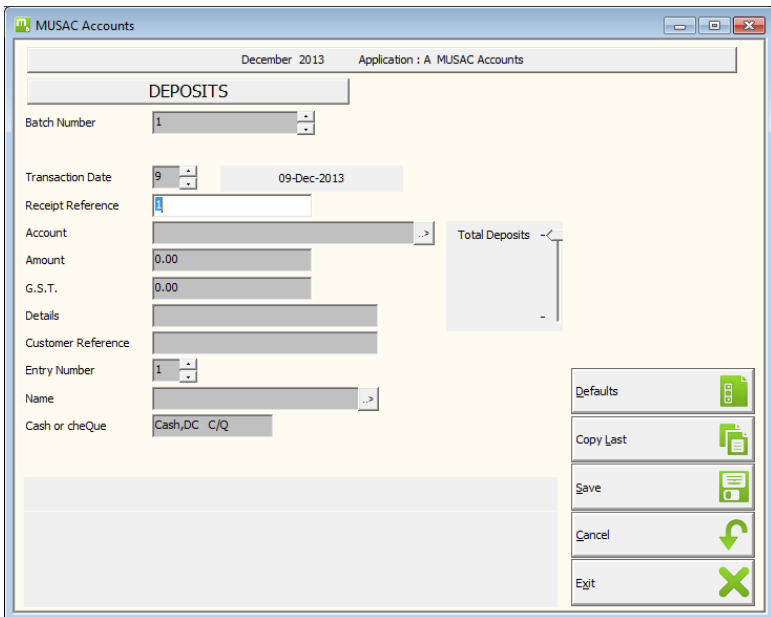 MUSAC Accounts
December 2013 Application : A MUSAC Accounts
DEPOSITS
Batch Number 1
Transaction Date 9 09-Dec-2013
Receipt Reference 1
Account ..> Total Deposits
Amount 0.00
G.S.T. 0.00
Details
Customer Reference
Entry Number 1
Name ..>
Cash or cheQue Cash,DC C/Q
Defaults
Copy Last
Save
Cancel
Exit